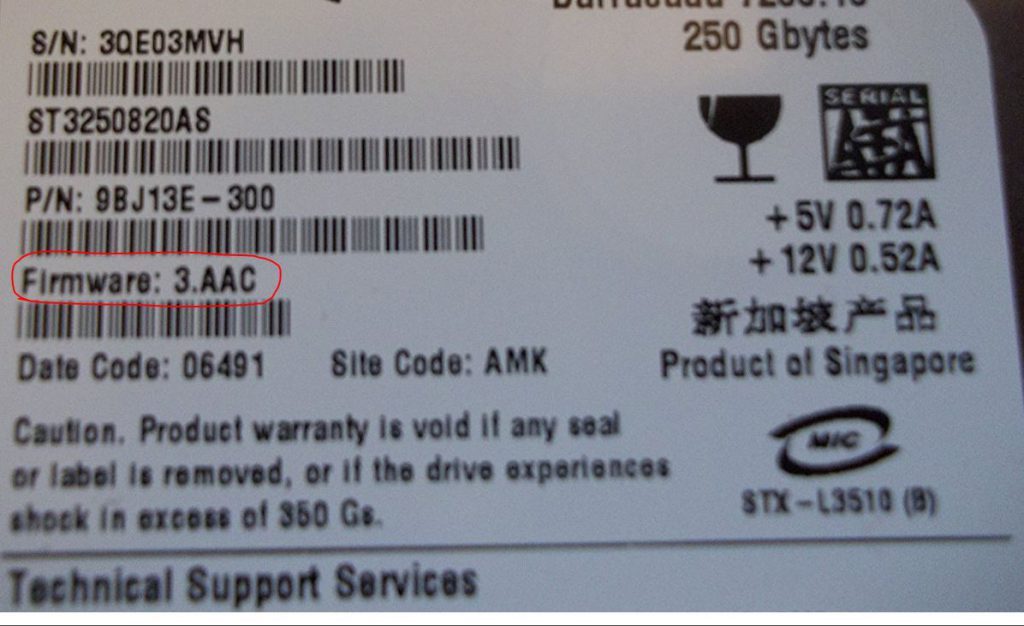 S/N: 3QE03MVH
250 Gbytes
ST3250820AS
SERIAL
ATA
P/N: 9BJ13E-300
+5V 0.72A
+12V 0.52A
Firmware: 3.AAC
新加坡产品
Date Code: 06491
Site Code: AMK
Product of Singapore
Caution. Product warranty is void if any seal
or label is removed, or if the drive experiences
shock in excess of 350 Gs.
MIC
STX-L3510 (B)
Technical Support Services